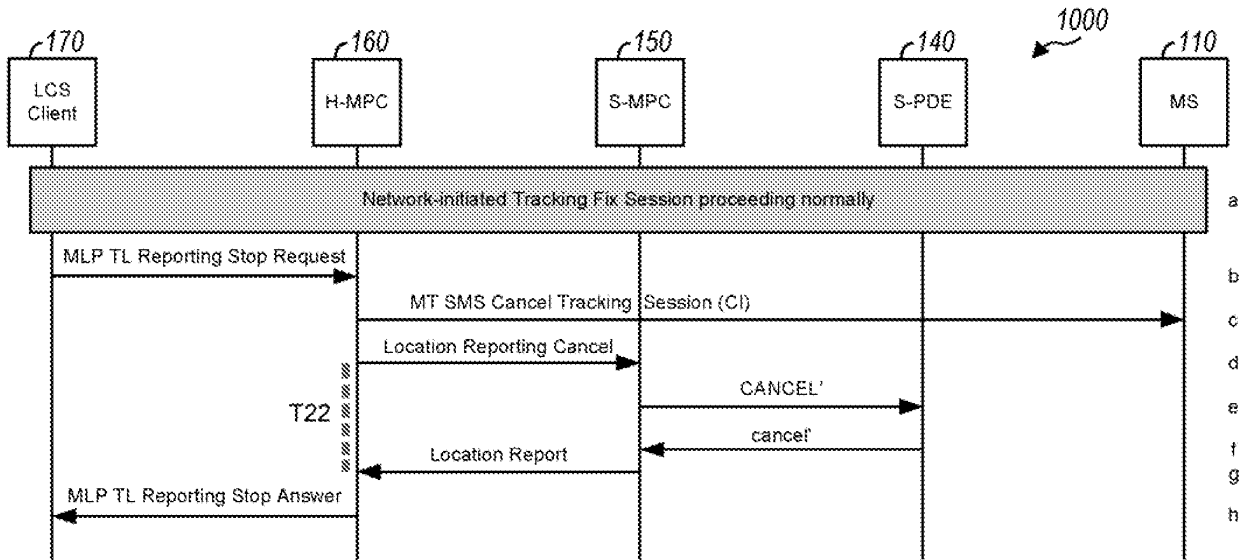 170
160
150
140
1000
110
LCS
Client
H-MPC
S-MPC
S-PDE
MS
Network-initiated Tracking Fix Session proceeding normally
a
MLP TL Reporting Stop Request
b
MT SMS Cancel Tracking Session (CI)
c
Location Reporting Cancel
d
CANCEL'
e
T22
cancel'
f
Location Report
g
MLP TL Reporting Stop Answer
h